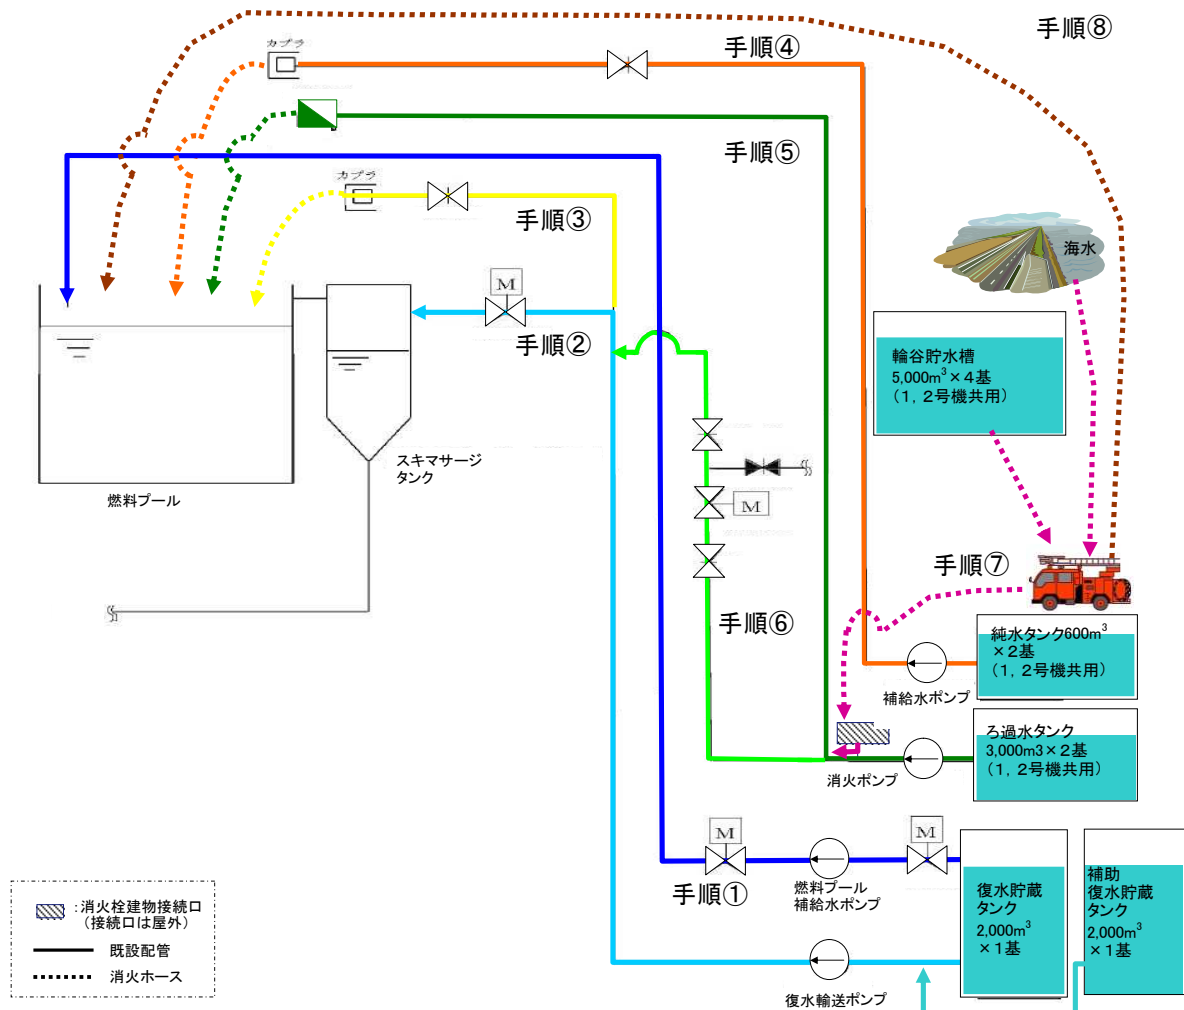 手順⑧
カプラ
手順④
手順⑤
カプラ
手順③
海水
M
手順②
輪谷貯水槽
5,000m³×4基
(1,2号機共用)
スキマサージ
タンク
燃料プール
M
手順⑦
手順⑥
純水タンク600m³
×2基
(1,2号機共用)
補給水ポンプ
ろ過水タンク
3,000m3×2基
(1,2号機共用)
消火ポンプ
M
M
手順①
燃料プール
補給水ポンプ
復水貯蔵
タンク
2,000m³
×1基
補助
復水貯蔵
タンク
2,000m³
×1基
:消火栓建物接続口
(接続口は屋外)
既設配管
消火ホース
復水輸送ポンプ